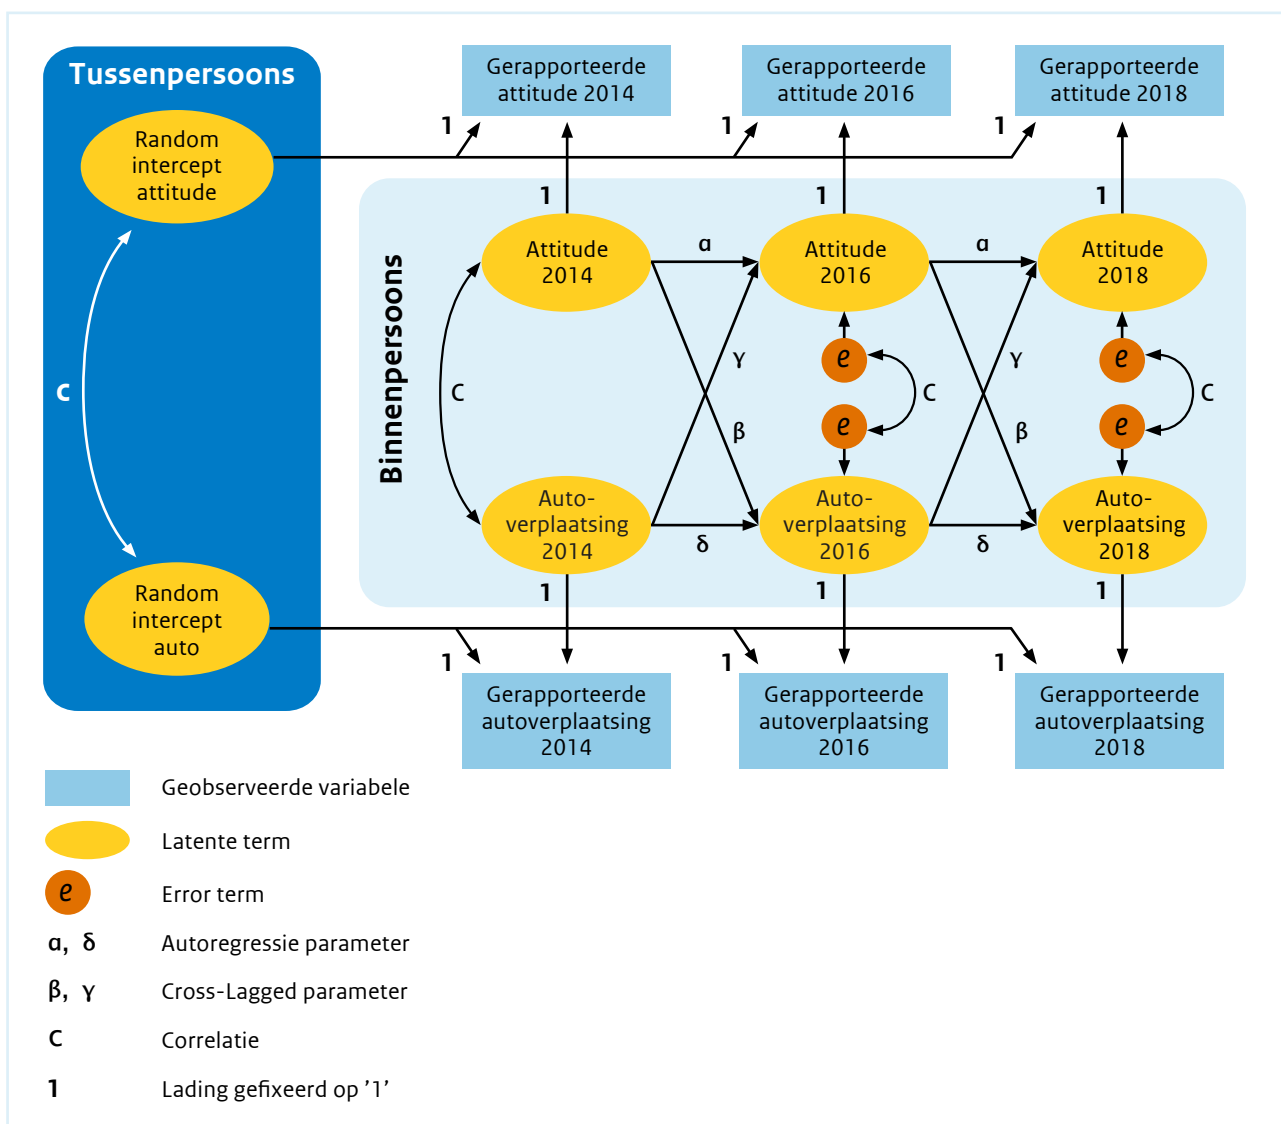 Tussenpersoons
Random
intercept
attitude
C
Random
intercept
auto
Gerapporteerde
attitude 2014
Gerapporteerde
attitude 2016
Gerapporteerde
attitude 2018
1
1
1
1
1
1
Binnenpersoons
Attitude
2014
α
Attitude
2016
α
Attitude
2018
C
γ
β
e
e
C
γ
β
e
e
C
Auto-
verplaatsing
2014
δ
Auto-
verplaatsing
2016
δ
Auto-
verplaatsing
2018
1
1
1
1
1
1
Gerapporteerde
autoverplaatsing
2014
Gerapporteerde
autoverplaatsing
2016
Gerapporteerde
autoverplaatsing
2018
Geobserveerde variabele
Latente term
e Error term
α, δ Autoregressie parameter
β, γ Cross-Lagged parameter
C Correlatie
1 Lading gefixeerd op ’1’